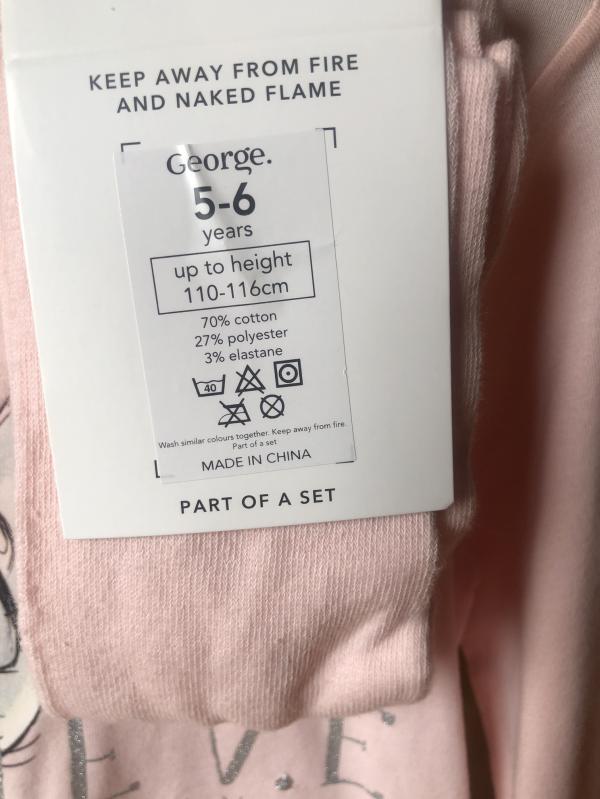 KEEP AWAY FROM FIRE
AND NAKED FLAME
George.
5-6
years
up to height
110-116cm
70% cotton
27% polyester
3% elastane
40
Wash similar colours together. Keep away from fire.
Part of a set
MADE IN CHINA
PART OF A SET